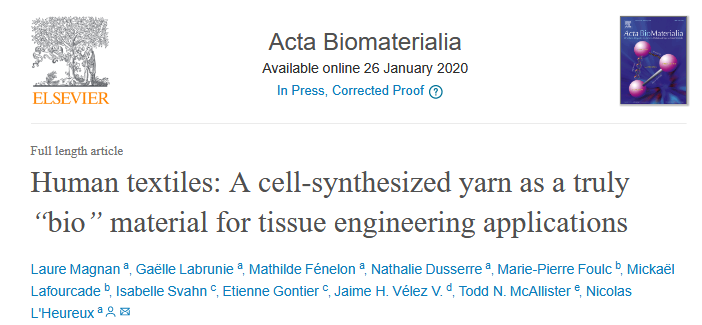 ELSEVIER
Acta Biomaterialia
Available online 26 January 2020
In Press, Corrected Proof ?
Acta BioMaterialia
Full length article
Human textiles: A cell-synthesized yarn as a truly
“bio” material for tissue engineering applications
Laure Magnan a, Gaëlle Labrunie a, Mathilde Fénelon a, Nathalie Dusserre a, Marie-Pierre Foulc b, Mickaël
Lafourcade b, Isabelle Svahn c, Etienne Gontier c, Jaime H. Vélez V. d, Todd N. McAllister e, Nicolas
L'Heureux a